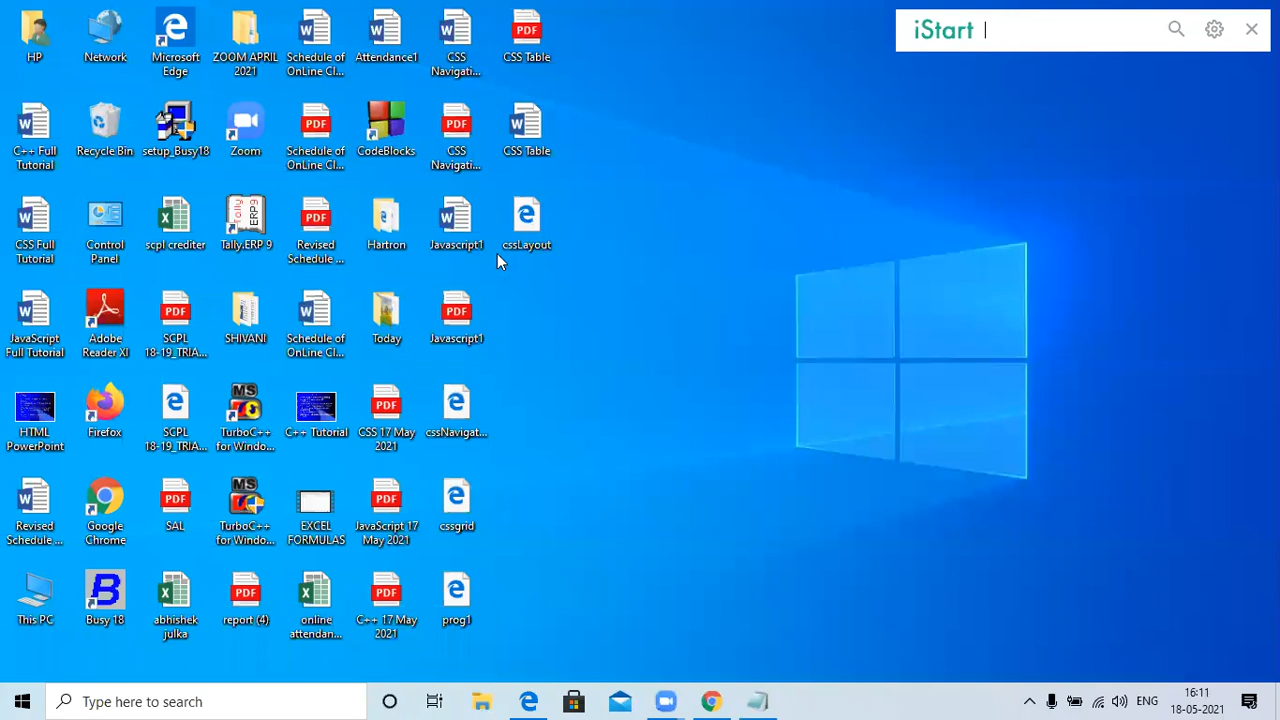 iStart
HP
Network
Microsoft
Edge
ZOOM APRIL
2021
Schedule of
OnLine Cl...
Attendance1
CSS
Navigati...
CSS Table
C++ Full
Tutorial
Recycle Bin
setup_Busy18
Zoom
Schedule of
OnLine Cl...
CodeBlocks
CSS
Navigati...
CSS Table
CSS Full
Tutorial
Control
Panel
scpl crediter
Tally.ERP 9
Revised
Schedule ...
Hartron
Javascript1
cssLayout
JavaScript
Full Tutorial
Adobe
Reader XI
SCPL
18-19_TRIA...
SHIVANI
Schedule of
OnLine Cl...
Today
Javascript1
HTML
PowerPoint
Firefox
SCPL
18-19_TRIA...
TurboC++
for Windo...
C++ Tutorial
CSS 17 May
2021
cssNavigat...
Revised
Schedule ...
Google
Chrome
SAL
TurboC++
for Windo...
EXCEL
FORMULAS
JavaScript 17
May 2021
cssgrid
This PC
Busy 18
abhishek
julka
report (4)
online
attendan...
C++ 17 May
2021
prog1
Type here to search
ENG
16:11
18-05-2021